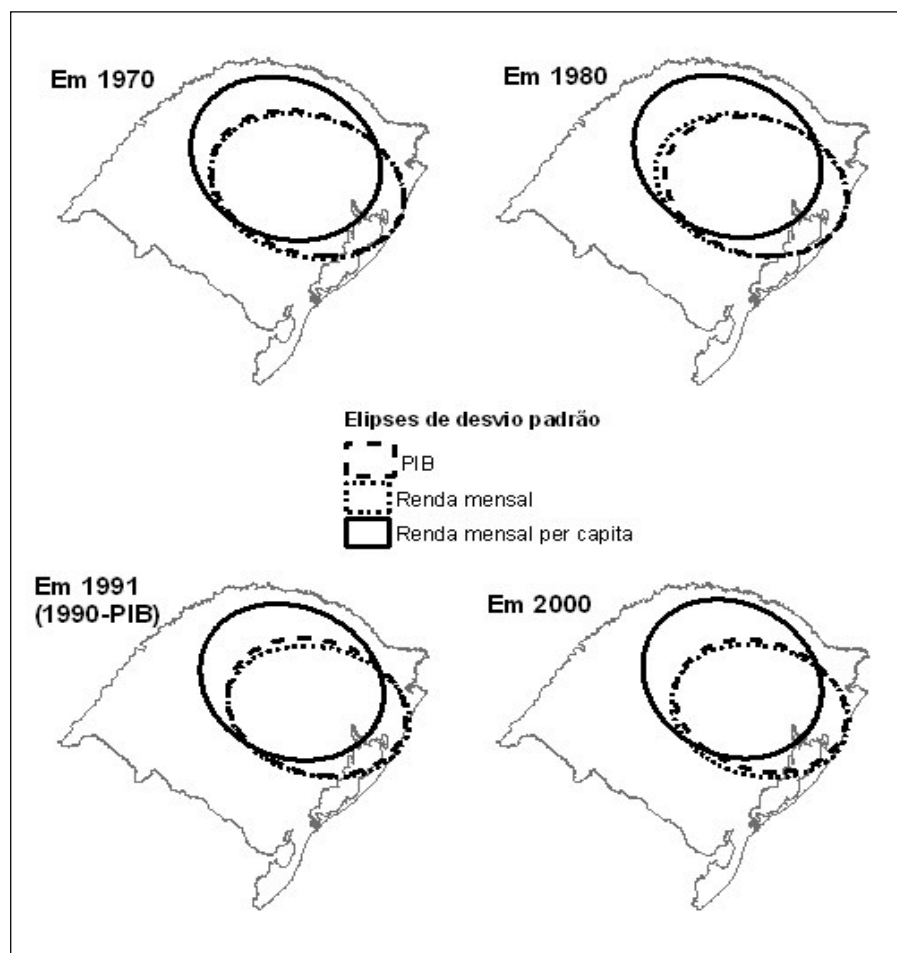 Em 1970
Em 1980
Elipses de desvio padrão
PIB
Renda mensal
Renda mensal per capita
Em 1991
(1990-PIB)
Em 2000